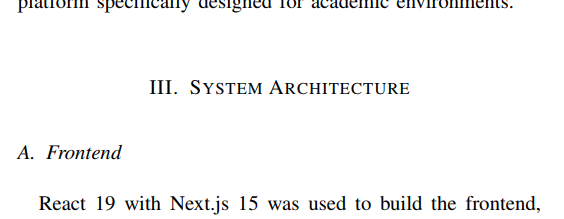 platform specifically designed for academic environments.
III. SYSTEM ARCHITECTURE
A. Frontend
React 19 with Next.js 15 was used to build the frontend,